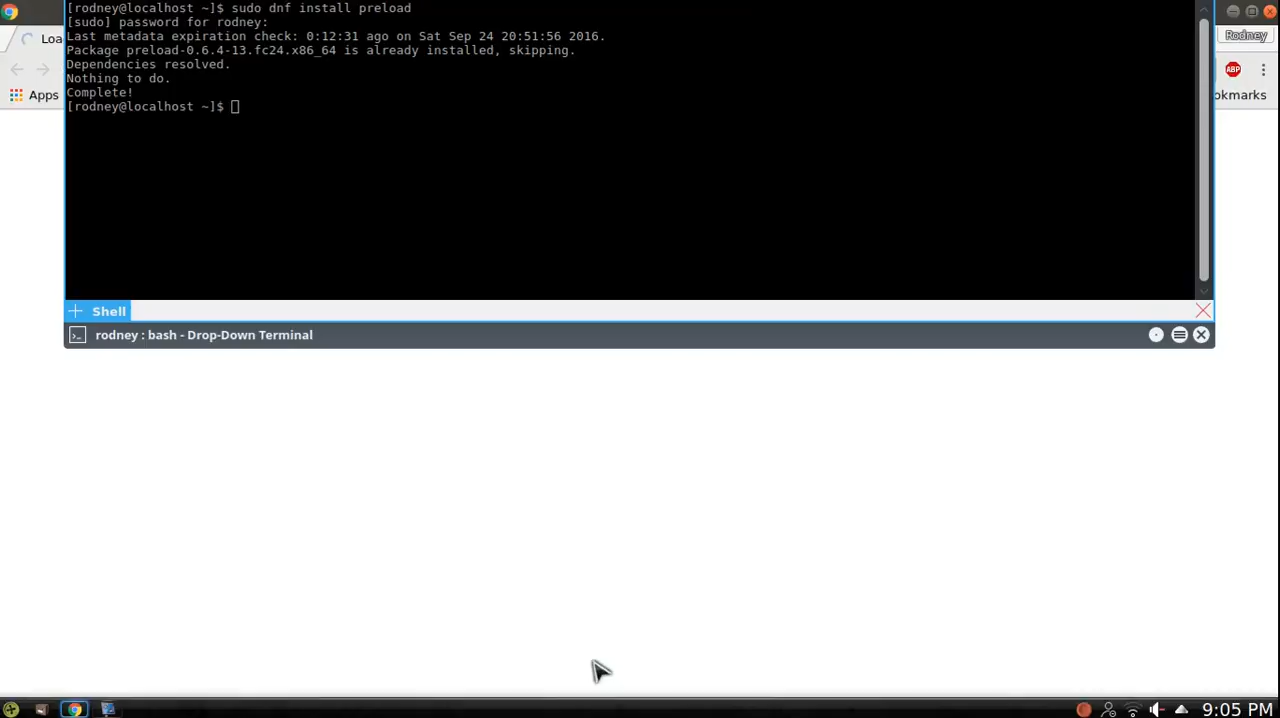 [rodney@localhost ~]$ sudo dnf install preload
[sudo] password for rodney:
Last metadata expiration check: 0:12:31 ago on Sat Sep 24 20:51:56 2016.
Package preload-0.6.4-13.fc24.x86_64 is already installed, skipping.
Dependencies resolved.
Nothing to do.
Complete!
[rodney@localhost ~]$
Loa
Rodney
ABP
Apps
okmarks
Shell
rodney : bash - Drop-Down Terminal
9:05 PM